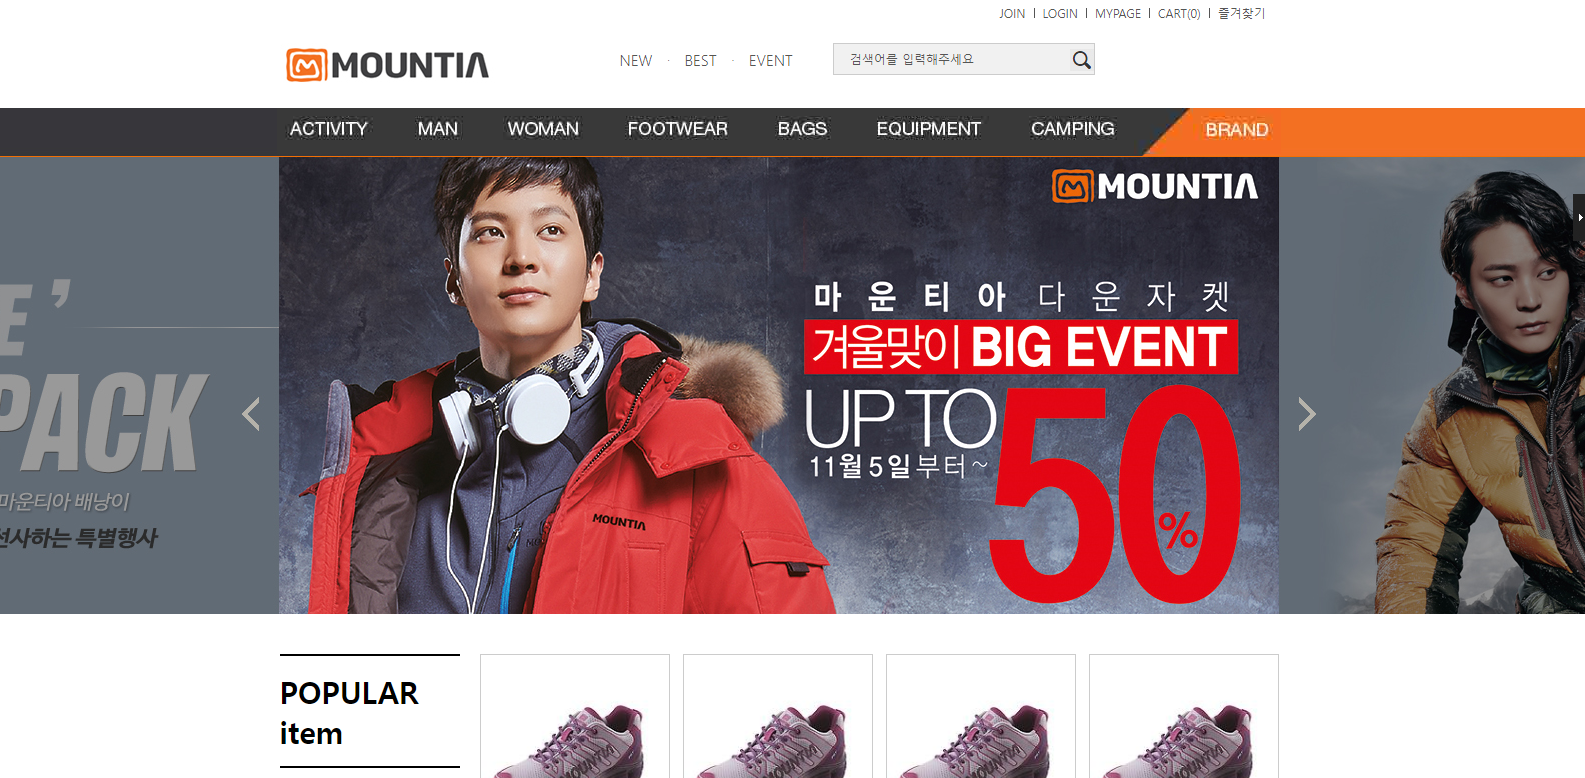 JOIN | LOGIN | MYPAGE | CART(0) | 즐겨찾기
MOUNTIA
NEW · BEST · EVENT
검색어를 입력해주세요
ACTIVITY MAN WOMAN FOOTWEAR BAGS EQUIPMENT CAMPING BRAND
E’
PACK
마운티아 배낭이
선사하는 특별행사
MOUNTIA
마운티아 다운자켓
겨울맞이 BIG EVENT
UP TO 50%
11월 5일부터~
MOUNTIA
POPULAR
item